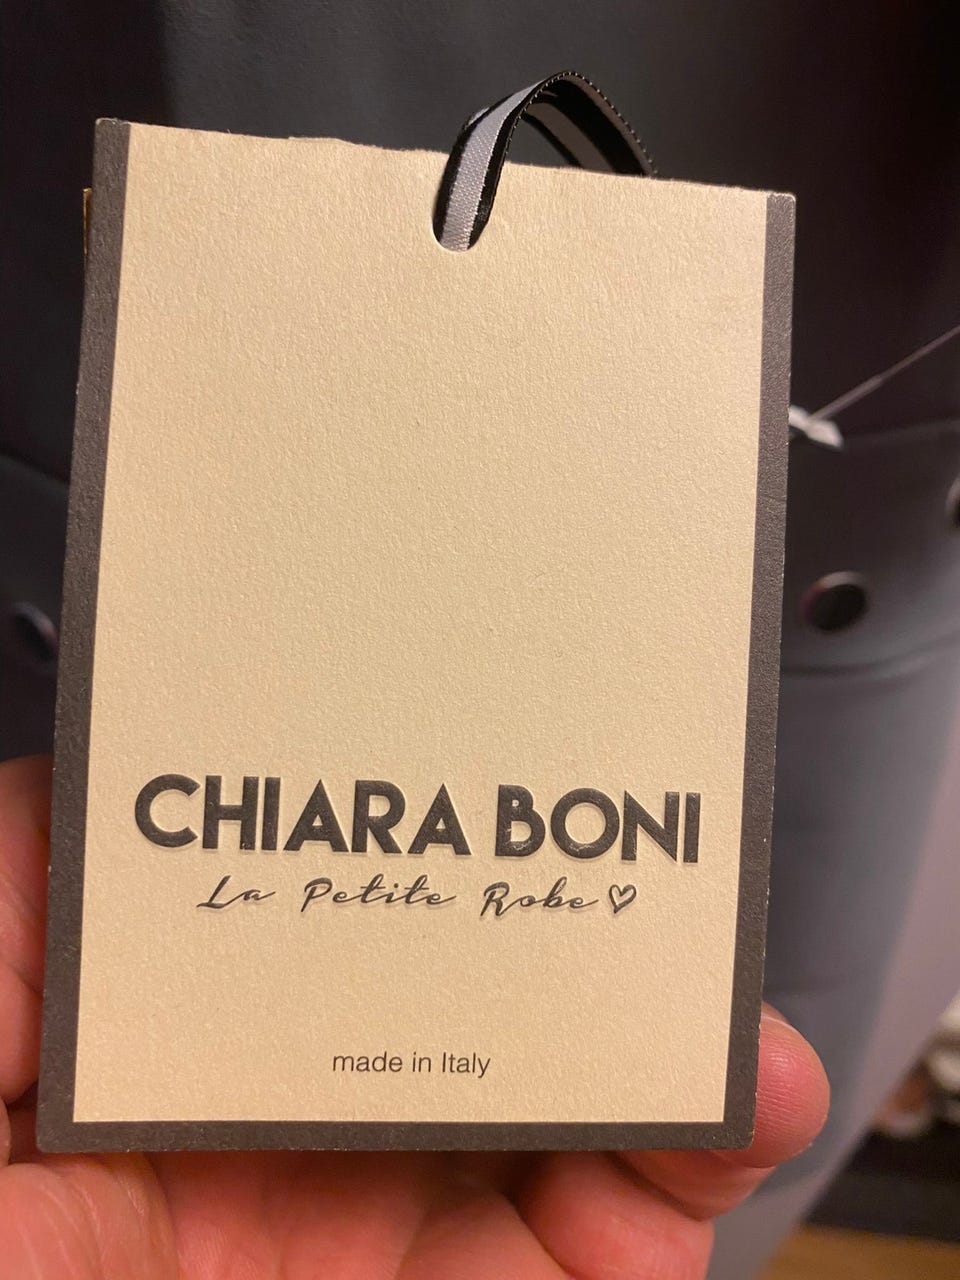 CHIARA BONI
La Petite Robe♡
made in Italy